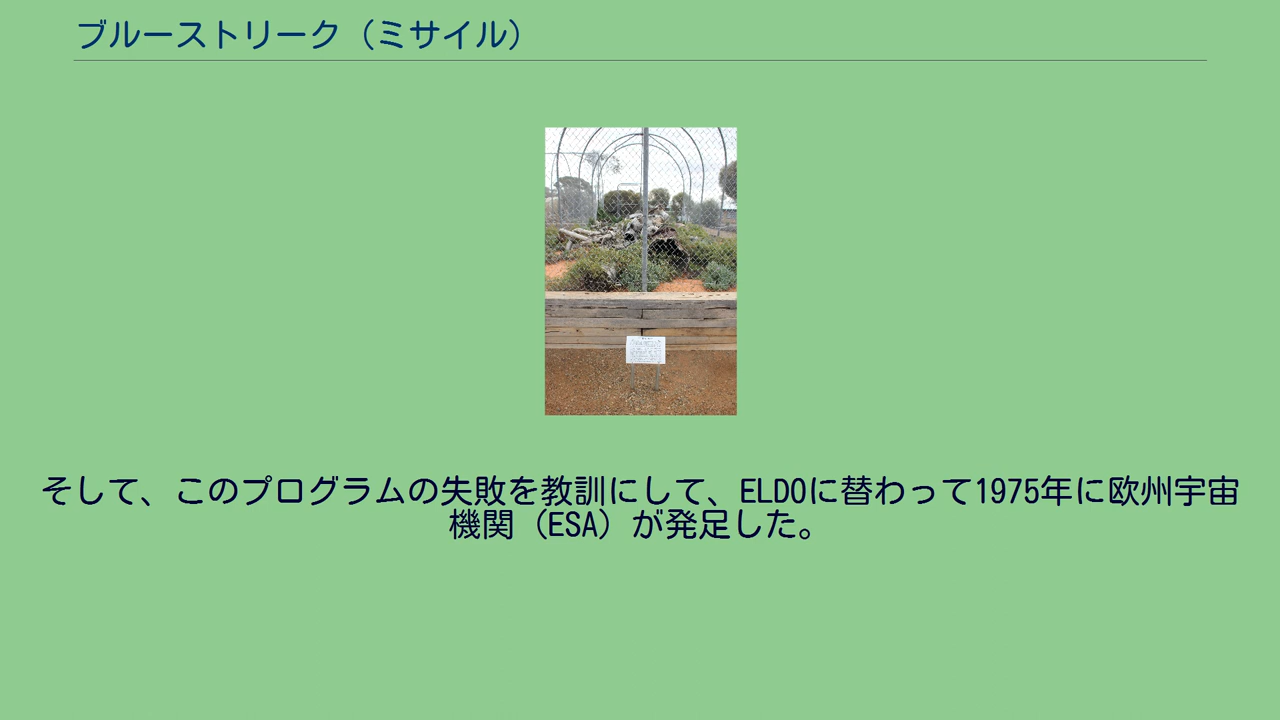 ブルーストリーク（ミサイル）
そして、このプログラムの失敗を教訓にして、ELDOに替わって1975年に欧州宇宙
機関（ESA）が発足した。